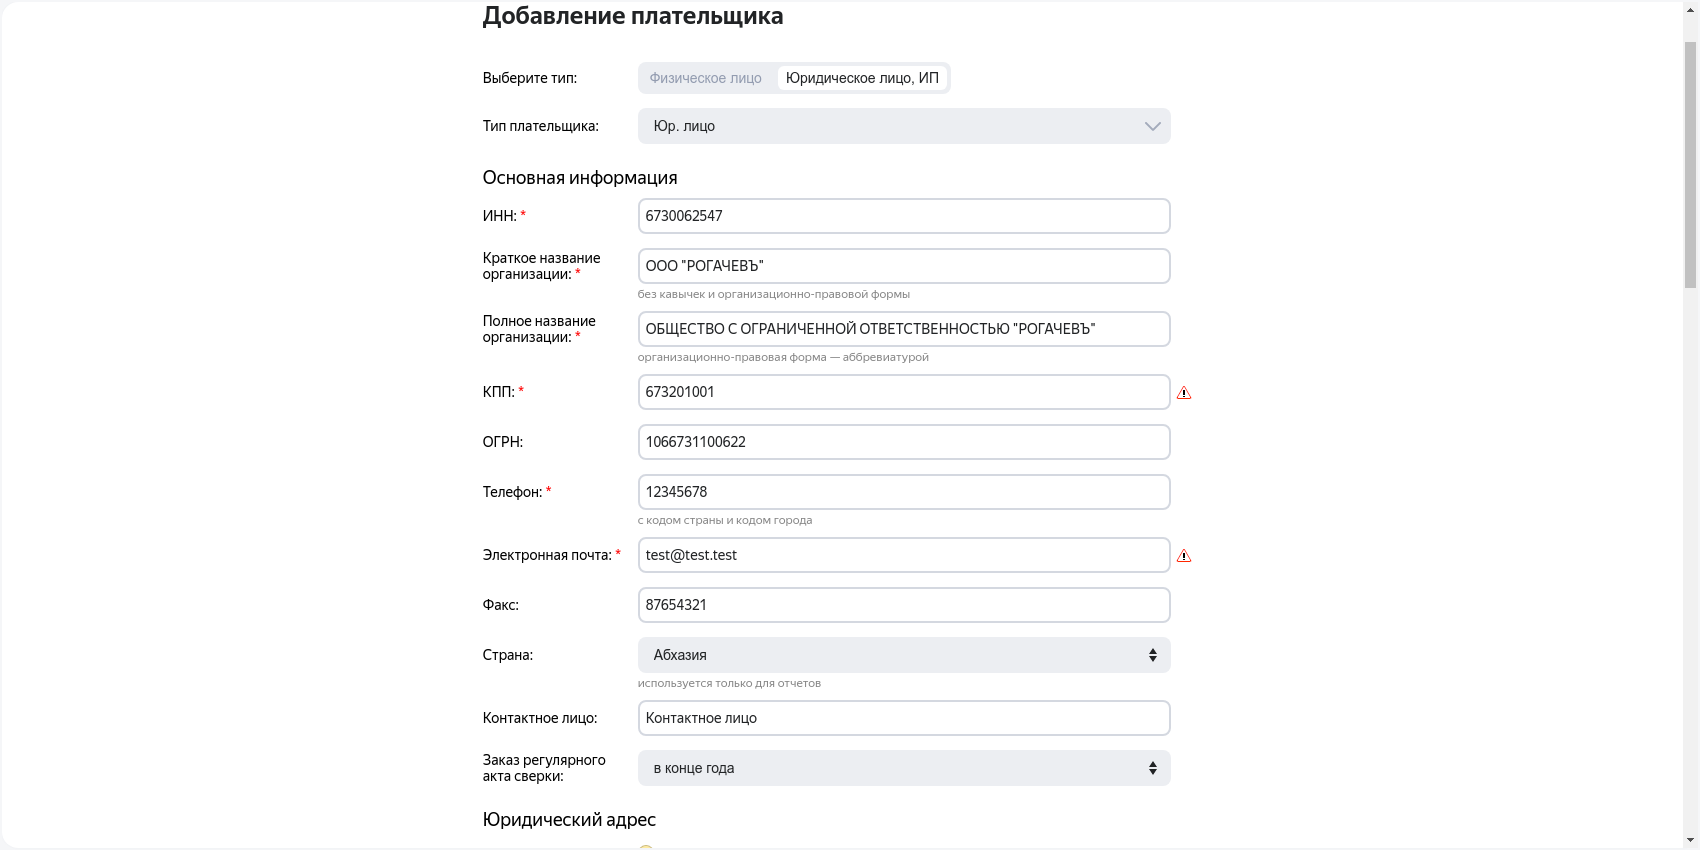 Добавление плательщика
Выберите тип: Физическое лицо Юридическое лицо, ИП
Тип плательщика: Юр. лицо
Основная информация
ИНН: * 6730062547
Краткое название
организации: * ООО "РОГАЧЕВЪ"
без кавычек и организационно-правовой формы
Полное название
организации: * ОБЩЕСТВО С ОГРАНИЧЕННОЙ ОТВЕТСТВЕННОСТЬЮ "РОГАЧЕВЪ"
организационно-правовая форма — аббревиатурой
КПП: * 673201001
ОГРН: 1066731100622
Телефон: * 12345678
с кодом страны и кодом города
Электронная почта: * test@test.test
Факс: 87654321
Страна: Абхазия
используется только для отчетов
Контактное лицо: Контактное лицо
Заказ регулярного
акта сверки: в конце года
Юридический адрес